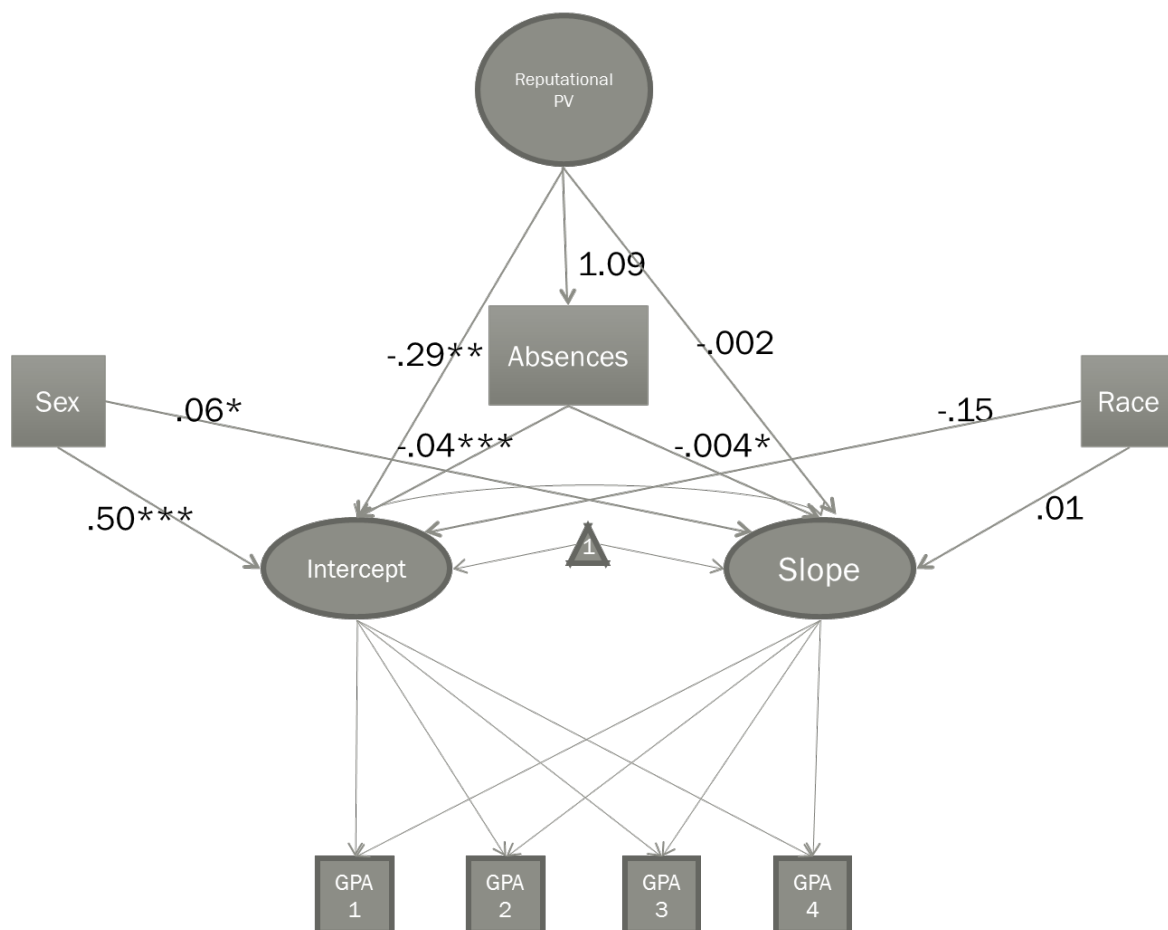 Reputational
PV
1.09
-.29**
Absences
-.002
Sex
.06*
-.15
Race
-.04***
-.004*
.50***
.01
Intercept
1
Slope
GPA
1
GPA
2
GPA
3
GPA
4